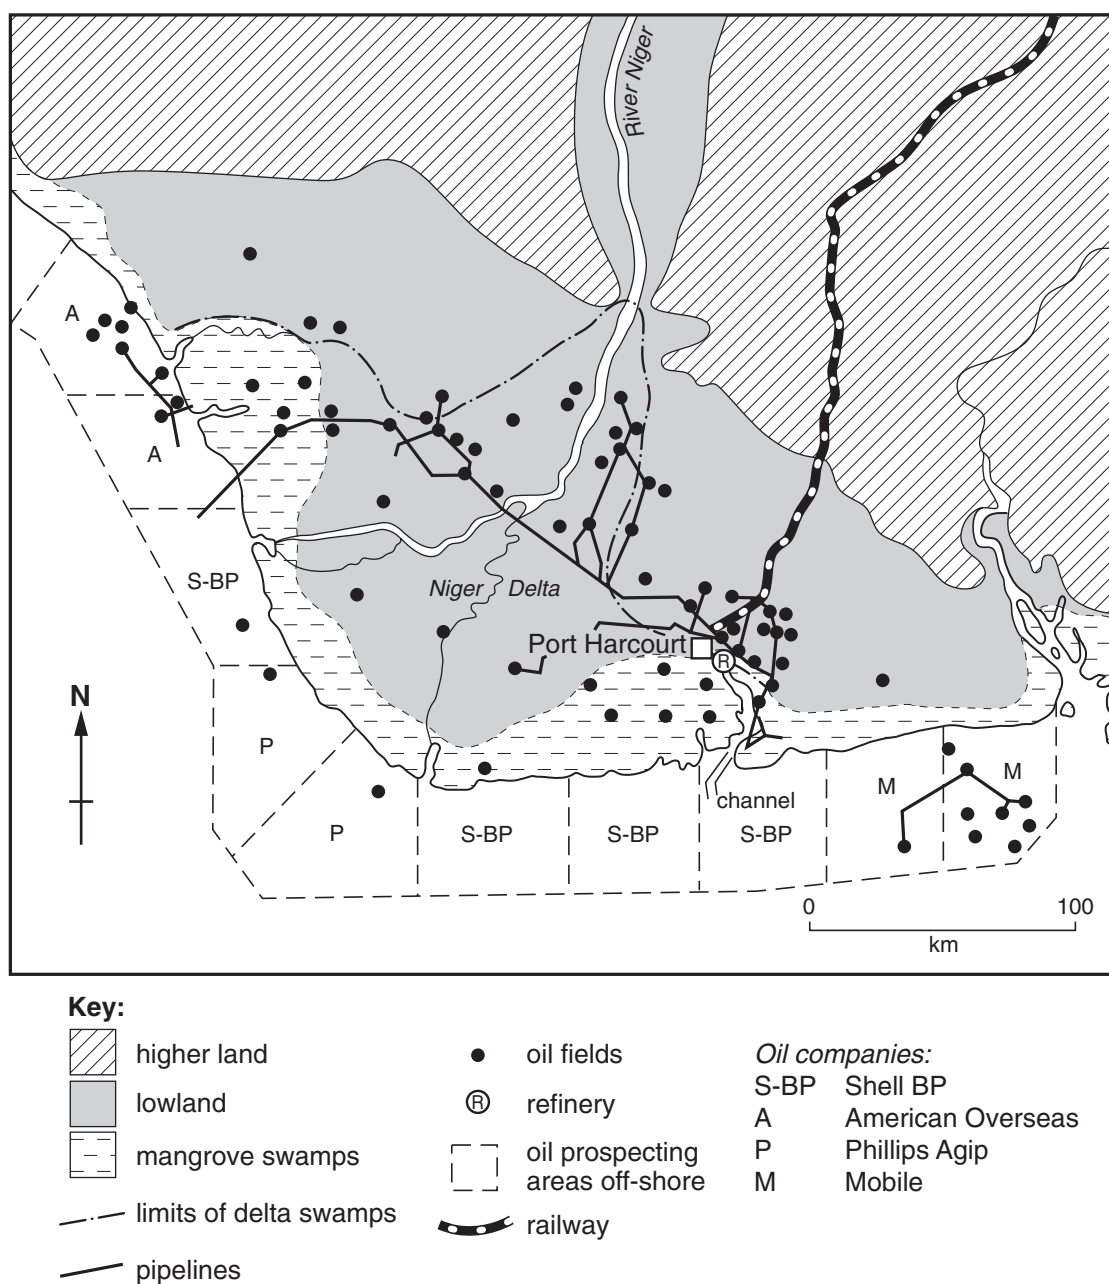 River Niger
A
A
S-BP
Niger Delta
Port Harcourt
R
N
P
M
M
channel
P
S-BP
S-BP
S-BP
0 100
km
Key:
higher land
lowland
mangrove swamps
limits of delta swamps
pipelines
oil fields
R refinery
oil prospecting
areas off-shore
railway
Oil companies:
S-BP Shell BP
A American Overseas
P Phillips Agip
M Mobile